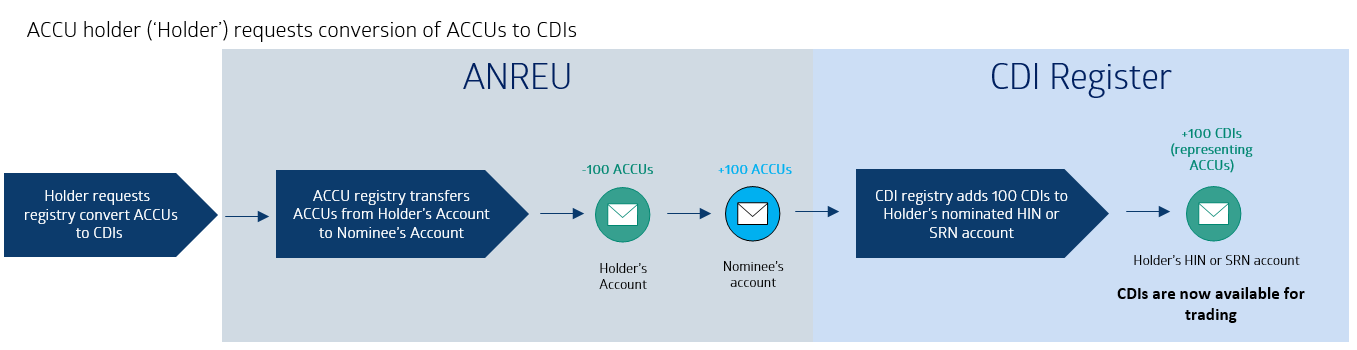 ACCU holder (‘Holder’) requests conversion of ACCUs to CDIs
ANREU
CDI Register
Holder requests
registry convert ACCUs
to CDIs
ACCU registry transfers
ACCUs from Holder’s Account
to Nominee’s Account
-100 ACCUs
Holder’s
Account
+100 ACCUs
Nominee’s
account
CDI registry adds 100 CDIs to
Holder’s nominated HIN or
SRN account
+100 CDIs
(representing
ACCUs)
Holder’s HIN or SRN account
CDIs are now available for
trading